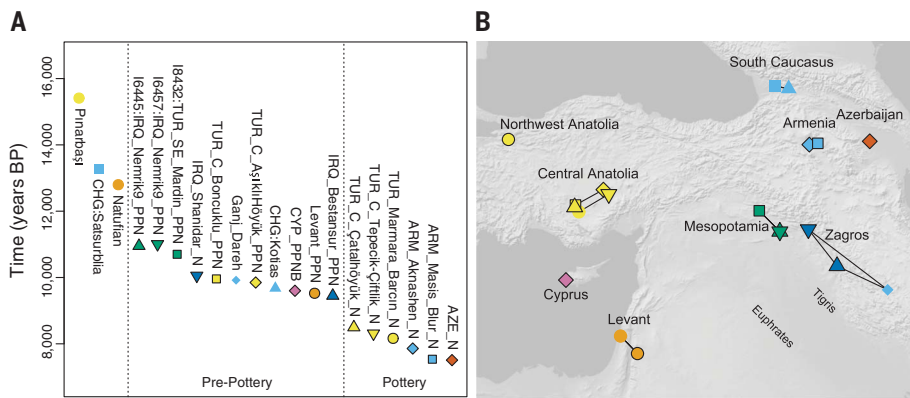 A
Time (years BP)
16,000
14,000
12,000
10,000
8,000
Pınarbaşı
CHG:Satsurblia
Natufian
I6445:IRQ_Nemrik9_PPN
I6457:IRQ_Nemrik9_PPN
I8432:TUR_SE_Mardin_PPN
IRQ_Shanidar_N
TUR_C_Boncuklu_PPN
Ganj_Dareh
TUR_C_AşıklıHöyük_PPN
CHG:Kotias
CYP_PPNB
Levant_PPN
IRQ_Bestansur_PPN
TUR_C_Çatalhöyük_N
TUR_C_Tepecik-Çiftlik_N
TUR_Marmara_Barcın_N
ARM_Aknashen_N
ARM_Masis_Blur_N
AZE_N
Pre-Pottery
Pottery
B
South Caucasus
Northwest Anatolia
Armenia
Azerbaijan
Central Anatolia
Mesopotamia
Zagros
Cyprus
Tigris
Euphrates
Levant